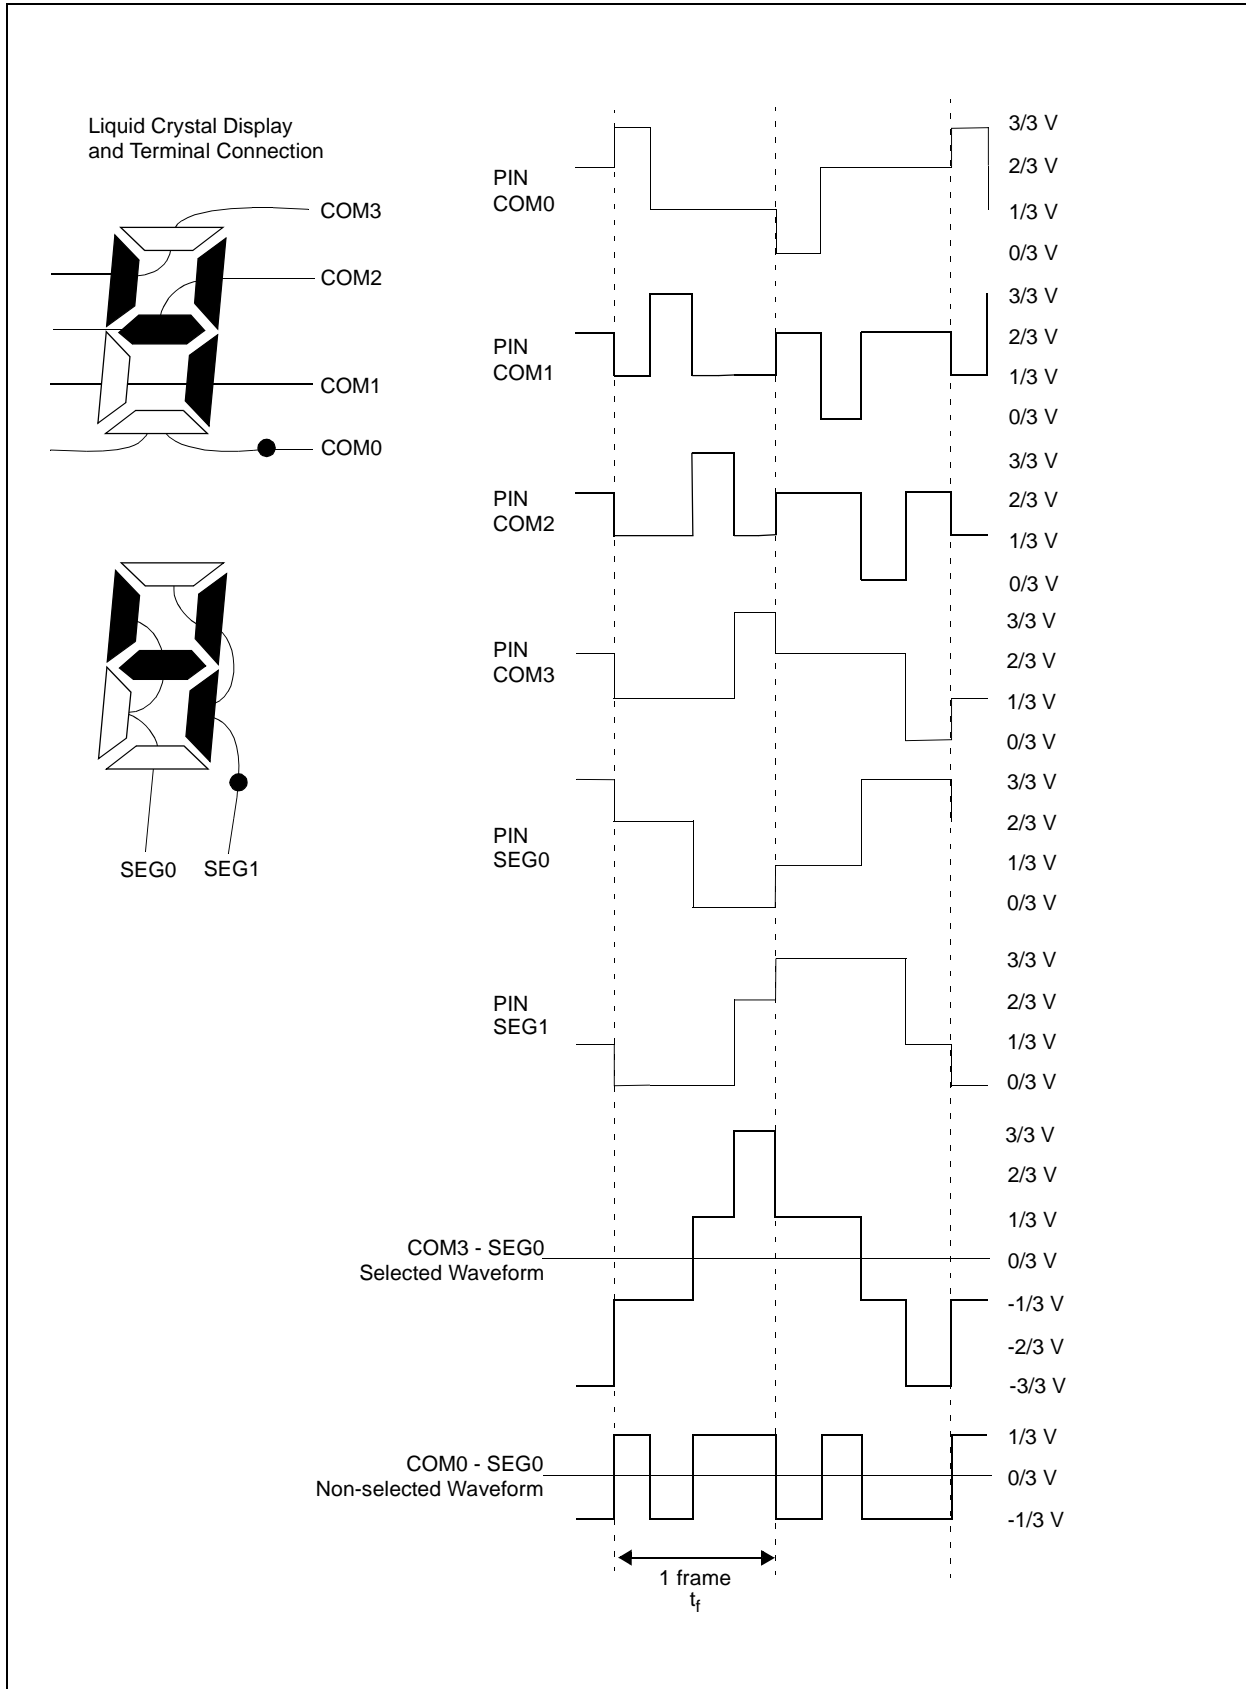 Liquid Crystal Display
and Terminal Connection
COM3
COM2
COM1
COM0
SEG0 SEG1
PIN
COM0
3/3 V
2/3 V
1/3 V
0/3 V
PIN
COM1
3/3 V
2/3 V
1/3 V
0/3 V
PIN
COM2
3/3 V
2/3 V
1/3 V
0/3 V
PIN
COM3
3/3 V
2/3 V
1/3 V
0/3 V
PIN
SEG0
3/3 V
2/3 V
1/3 V
0/3 V
PIN
SEG1
3/3 V
2/3 V
1/3 V
0/3 V
COM3 - SEG0
Selected Waveform
3/3 V
2/3 V
1/3 V
0/3 V
-1/3 V
-2/3 V
-3/3 V
COM0 - SEG0
Non-selected Waveform
1/3 V
0/3 V
-1/3 V
1 frame
tf